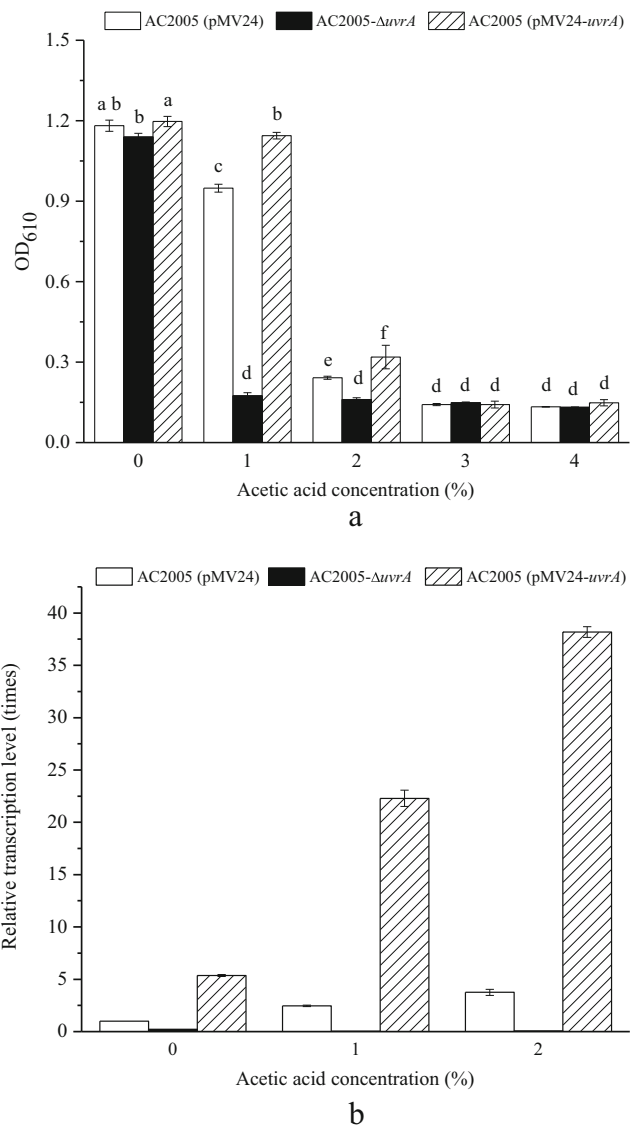 AC2005 (pMV24) AC2005-ΔuvrA AC2005 (pMV24-uvrA)
1.5
1.2
0.9
0.6
0.3
0.0
OD610
a b
b
a
c
d
b
e
d
f
d
d
d
d
d
d
0 1 2 3 4
Acetic acid concentration (%)
a
AC2005 (pMV24) AC2005-ΔuvrA AC2005 (pMV24-uvrA)
40
35
30
25
20
15
10
5
0
Relative transcription level (times)
0 1 2
Acetic acid concentration (%)
b